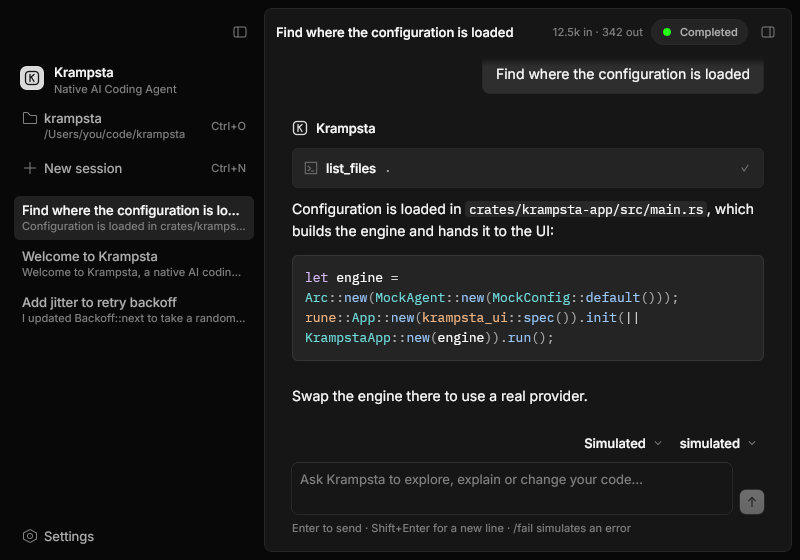 Krampsta
Native AI Coding Agent
krampsta
/Users/you/code/krampsta
Ctrl+O
New session
Ctrl+N
Find where the configuration is lo...
Configuration is loaded in crates/kramps...
Welcome to Krampsta
Welcome to Krampsta, a native AI codin...
Add jitter to retry backoff
I updated Backoff::next to take a random...
Settings
Find where the configuration is loaded
12.5k in · 342 out
Completed
Find where the configuration is loaded
Krampsta
list_files .
Configuration is loaded in crates/krampsta-app/src/main.rs, which
builds the engine and hands it to the UI:
let engine =
Arc::new(MockAgent::new(MockConfig::default()));
rune::App::new(krampsta_ui::spec()).init(||
KrampstaApp::new(engine)).run();
Swap the engine there to use a real provider.
Simulated
simulated
Ask Krampsta to explore, explain or change your code...
Enter to send · Shift+Enter for a new line · /fail simulates an error